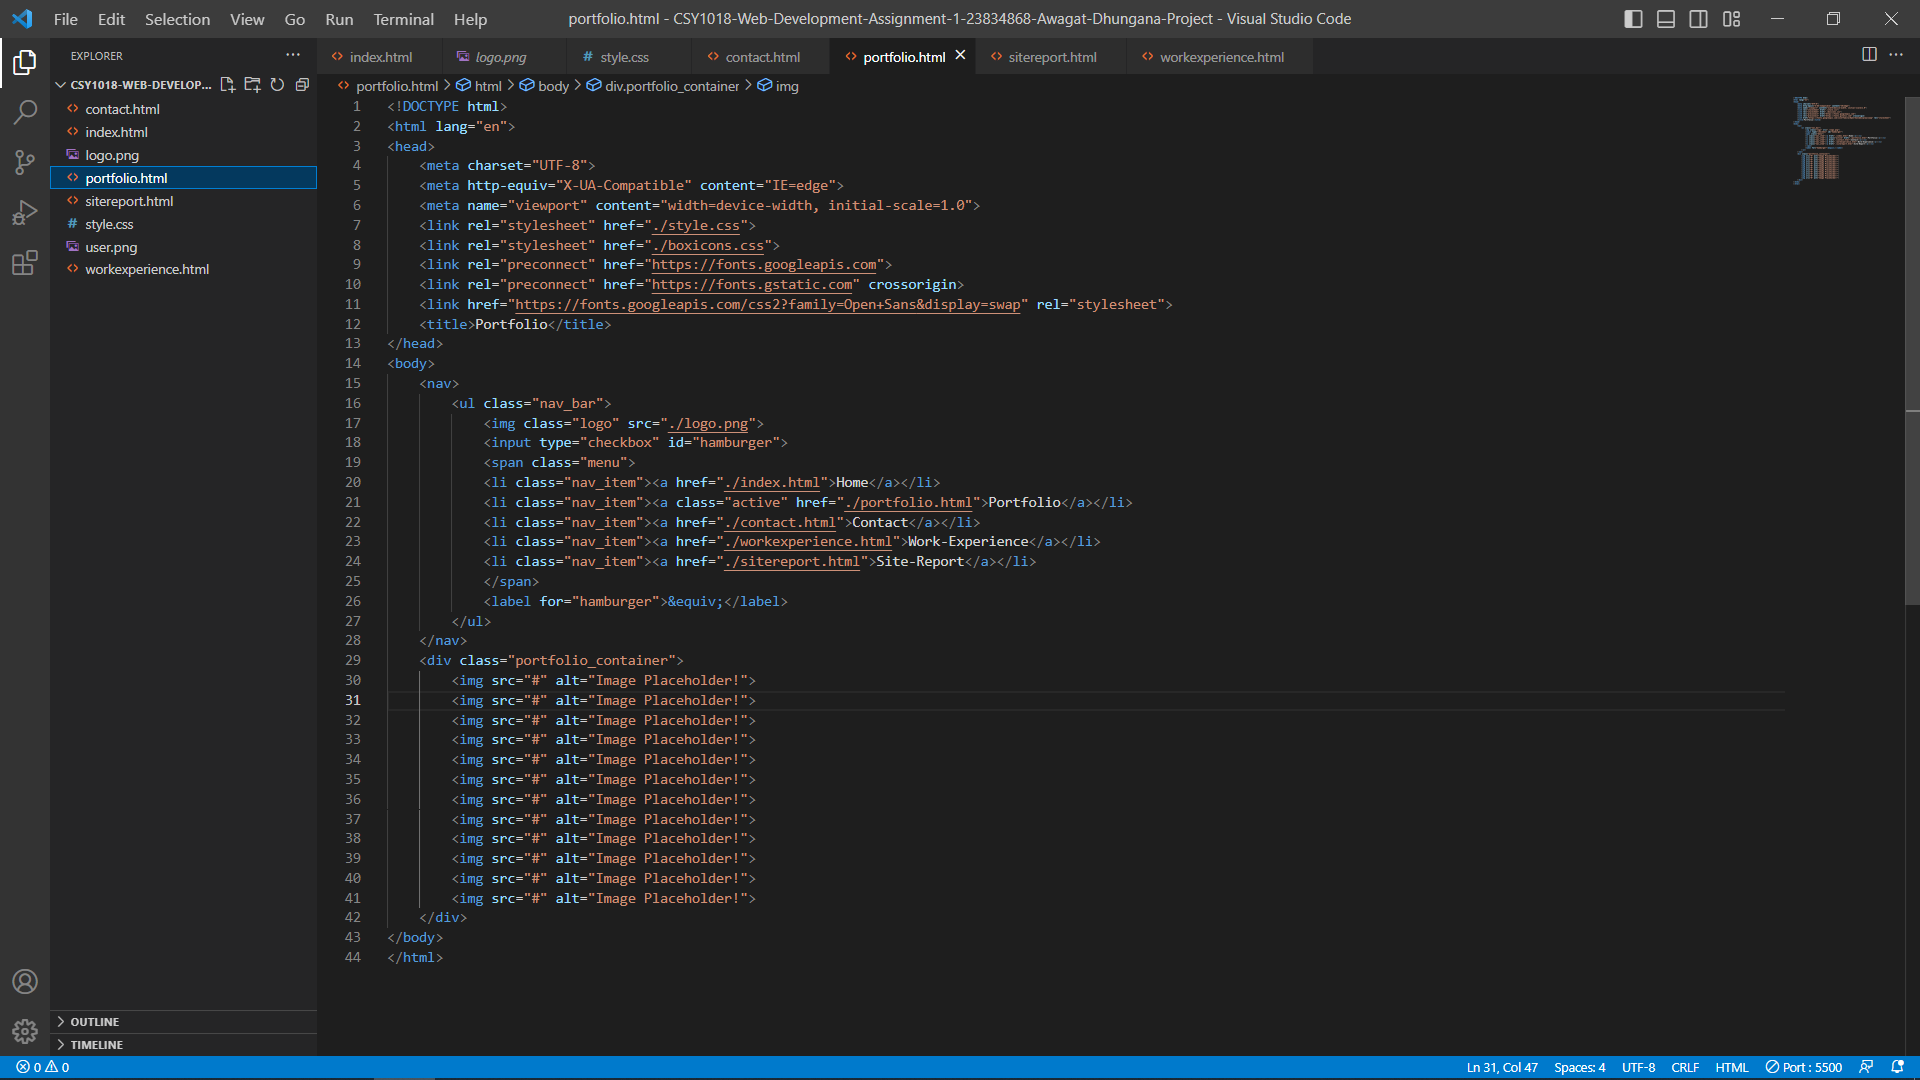 File Edit Selection View Go Run Terminal Help
portfolio.html - CSY1018-Web-Development-Assignment-1-23834868-Awagat-Dhungana-Project - Visual Studio Code
EXPLORER
CSY1018-WEB-DEVELOP...
contact.html
index.html
logo.png
portfolio.html
sitereport.html
style.css
user.png
workexperience.html
OUTLINE
TIMELINE
index.html logo.png style.css contact.html portfolio.html sitereport.html workexperience.html
portfolio.html > html > body > div.portfolio_container > img
1 <!DOCTYPE html>
2 <html lang="en">
3 <head>
4 <meta charset="UTF-8">
5 <meta http-equiv="X-UA-Compatible" content="IE=edge">
6 <meta name="viewport" content="width=device-width, initial-scale=1.0">
7 <link rel="stylesheet" href="./style.css">
8 <link rel="stylesheet" href="./boxicons.css">
9 <link rel="preconnect" href="https://fonts.googleapis.com">
10 <link rel="preconnect" href="https://fonts.gstatic.com" crossorigin>
11 <link href="https://fonts.googleapis.com/css2?family=Open+Sans&display=swap" rel="stylesheet">
12 <title>Portfolio</title>
13 </head>
14 <body>
15 <nav>
16 <ul class="nav_bar">
17 <img class="logo" src="./logo.png">
18 <input type="checkbox" id="hamburger">
19 <span class="menu">
20 <li class="nav_item"><a href="./index.html">Home</a></li>
21 <li class="nav_item"><a class="active" href="./portfolio.html">Portfolio</a></li>
22 <li class="nav_item"><a href="./contact.html">Contact</a></li>
23 <li class="nav_item"><a href="./workexperience.html">Work-Experience</a></li>
24 <li class="nav_item"><a href="./sitereport.html">Site-Report</a></li>
25 </span>
26 <label for="hamburger">&equiv;</label>
27 </ul>
28 </nav>
29 <div class="portfolio_container">
30 <img src="#" alt="Image Placeholder!">
31 <img src="#" alt="Image Placeholder!">
32 <img src="#" alt="Image Placeholder!">
33 <img src="#" alt="Image Placeholder!">
34 <img src="#" alt="Image Placeholder!">
35 <img src="#" alt="Image Placeholder!">
36 <img src="#" alt="Image Placeholder!">
37 <img src="#" alt="Image Placeholder!">
38 <img src="#" alt="Image Placeholder!">
39 <img src="#" alt="Image Placeholder!">
40 <img src="#" alt="Image Placeholder!">
41 <img src="#" alt="Image Placeholder!">
42 </div>
43 </body>
44 </html>
0 0 Ln 31, Col 47 Spaces: 4 UTF-8 CRLF HTML Port : 5500